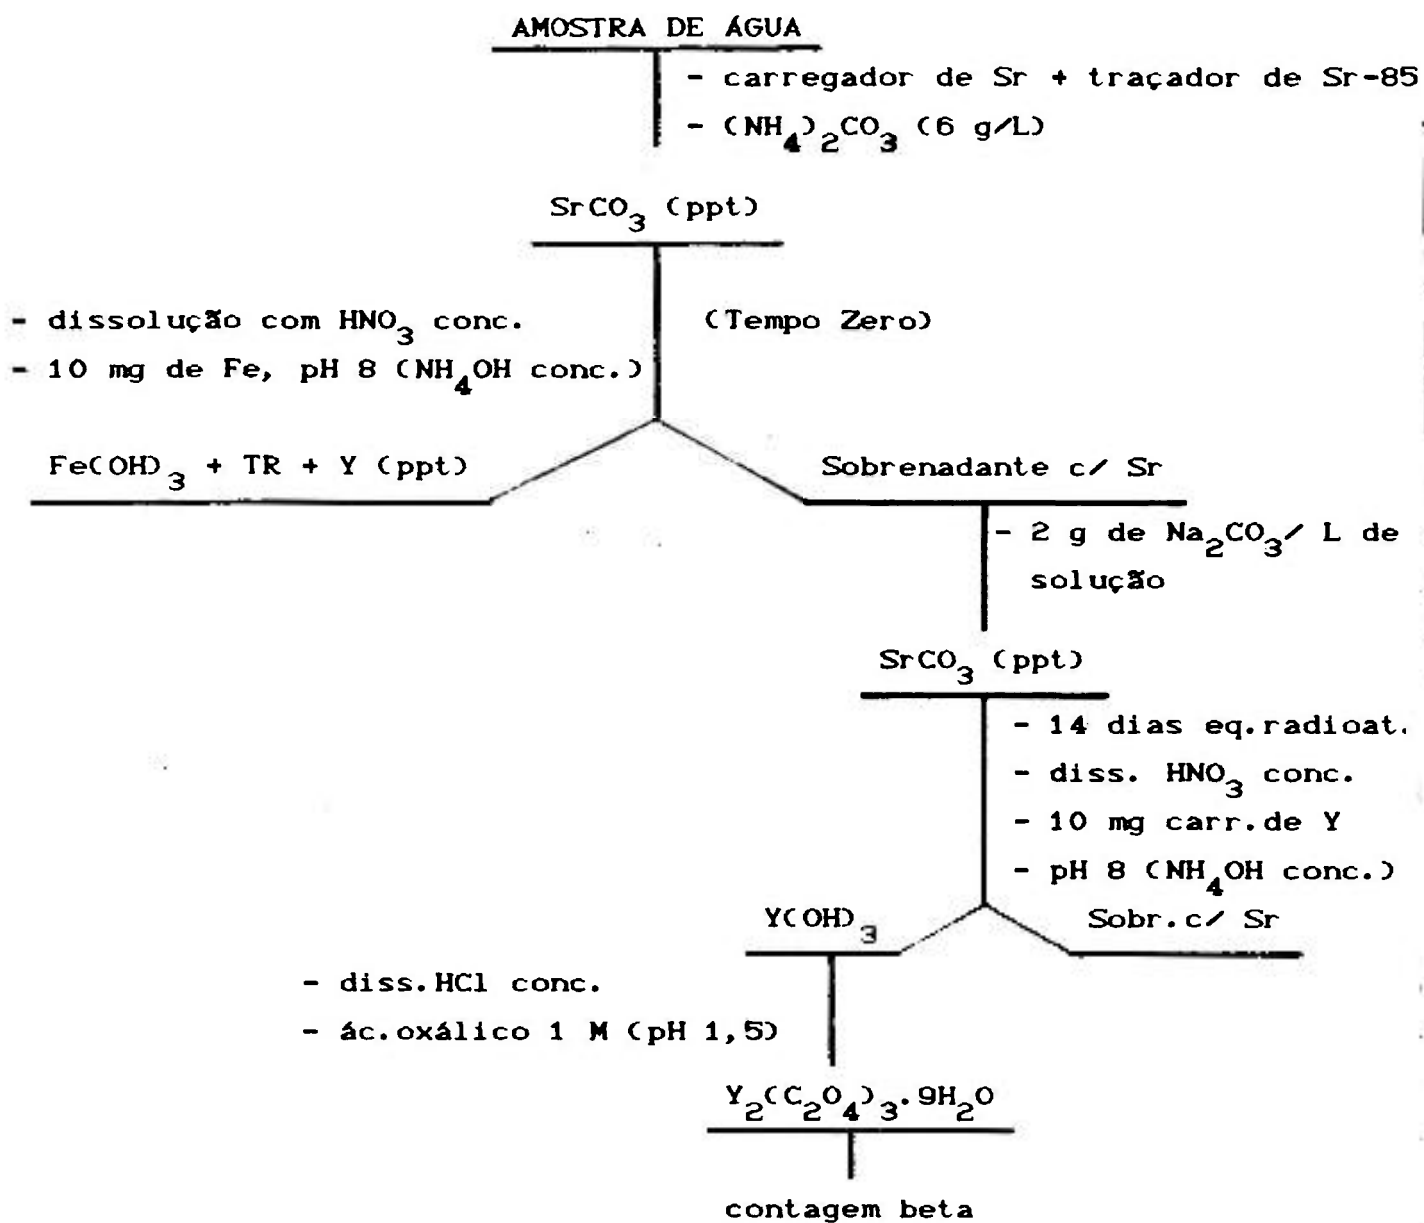 AMOSTRA DE ÁGUA
- carregador de Sr + traçador de Sr-85
- (NH4)2CO3 (6 g/L)
SrCO3 (ppt)
- dissolução com HNO3 conc.
(Tempo Zero)
- 10 mg de Fe, pH 8 (NH4OH conc.)
Fe(OH)3 + TR + Y (ppt)
Sobrenadante c/ Sr
- 2 g de Na2CO3/ L de
solução
SrCO3 (ppt)
- 14 dias eq.radioat.
- diss. HNO3 conc.
- 10 mg carr.de Y
- pH 8 (NH4OH conc.)
Y(OH)3
Sobr.c/ Sr
- diss.HCl conc.
- ác.oxálico 1 M (pH 1,5)
Y2(C2O4)3.9H2O
contagem beta